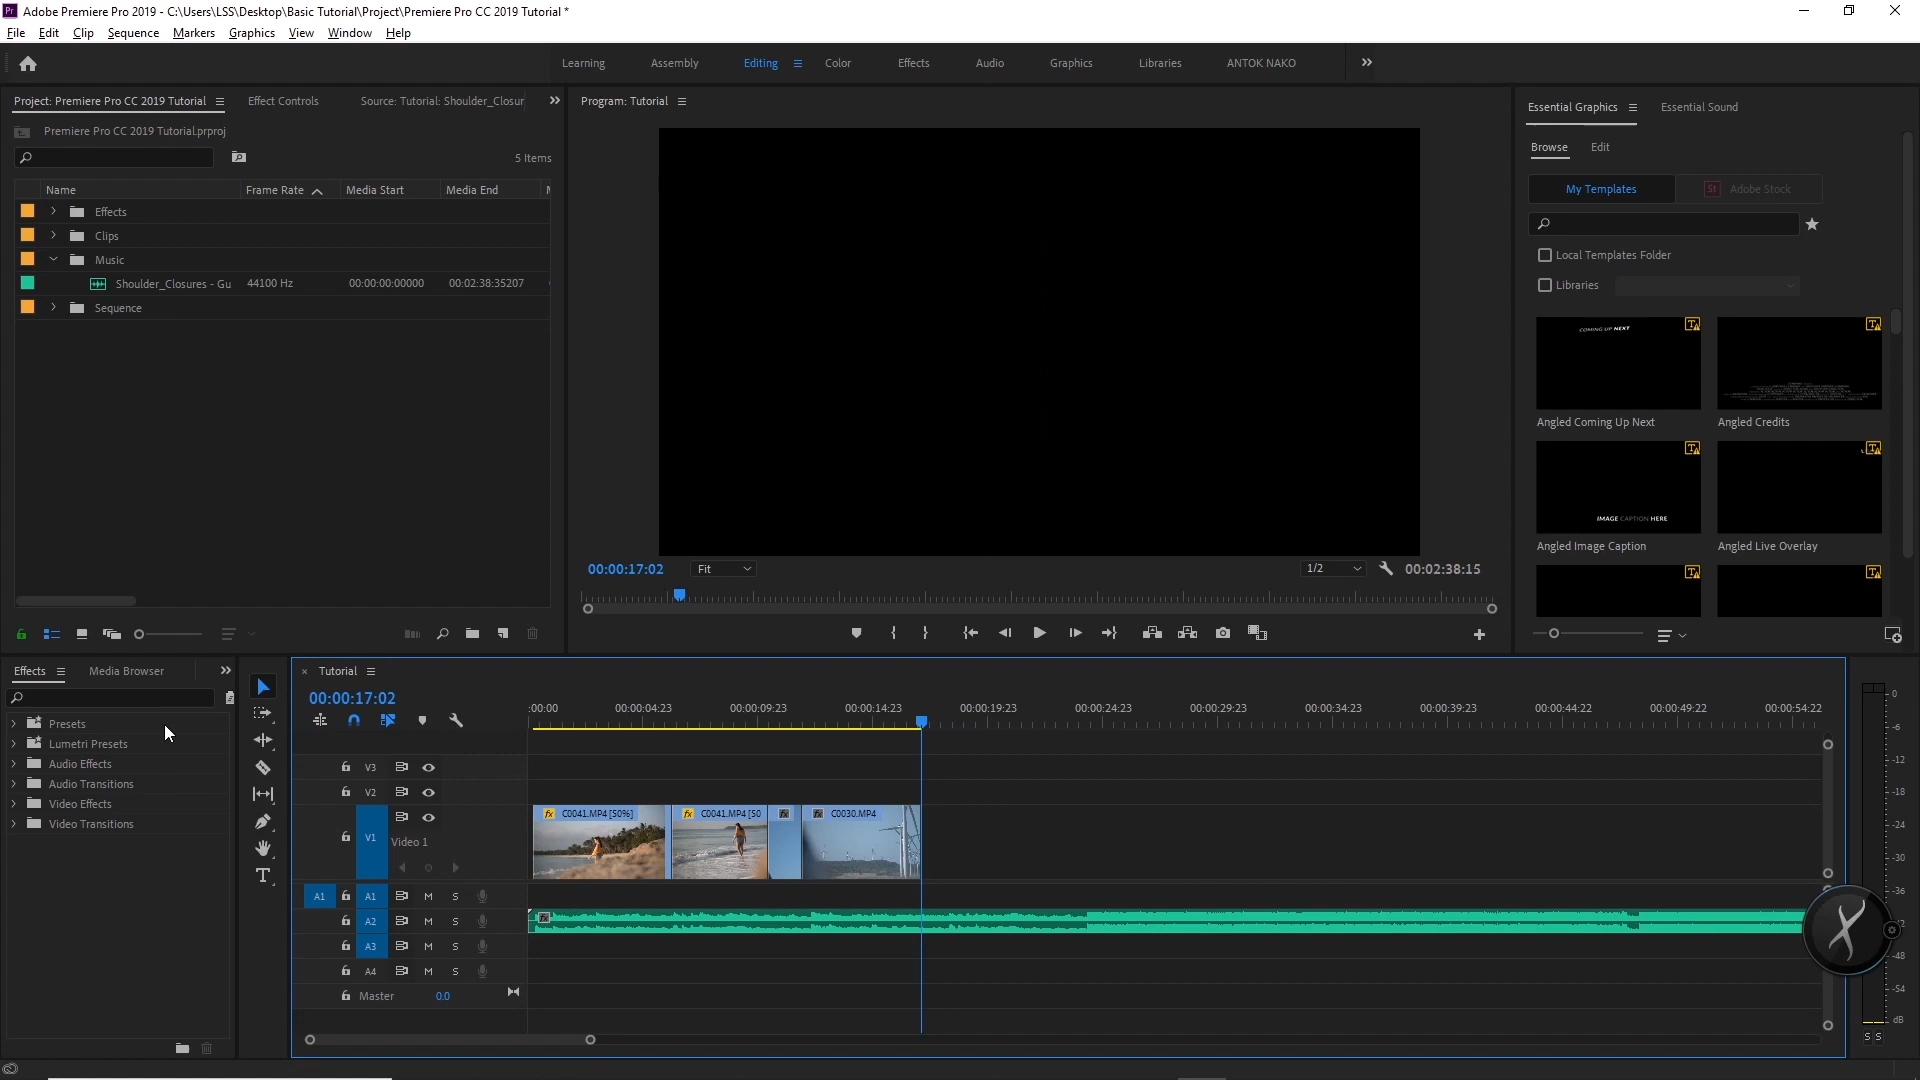 Adobe Premiere Pro 2019 - C:\Users\LSS\Desktop\Basic Tutorial\Project\Premiere Pro CC 2019 Tutorial *
File Edit Clip Sequence Markers Graphics View Window Help
Learning Assembly Editing Color Effects Audio Graphics Libraries ANTOK NAKO
Project: Premiere Pro CC 2019 Tutorial Effect Controls Source: Tutorial: Shoulder_Closur
Premiere Pro CC 2019 Tutorial.prproj
5 Items
Name Frame Rate Media Start Media End
Effects
Clips
Music
Shoulder_Closures - Gu 44100 Hz 00:00:00:00000 00:02:38:35207
Sequence
Program: Tutorial
00:00:17:02 Fit 1/2 00:02:38:15
Essential Graphics Essential Sound
Browse Edit
My Templates St Adobe Stock
Local Templates Folder
Libraries
COMING UP NEXT
Angled Coming Up Next Angled Credits
IMAGE CAPTION HERE
Angled Image Caption Angled Live Overlay
Effects Media Browser
Presets
Lumetri Presets
Audio Effects
Audio Transitions
Video Effects
Video Transitions
Tutorial
00:00:17:02
:00:00 00:00:04:23 00:00:09:23 00:00:14:23 00:00:19:23 00:00:24:23 00:00:29:23 00:00:34:23 00:00:39:23 00:00:44:22 00:00:49:22 00:00:54:22
V3
V2
C0041.MP4 [50%] C0041.MP4 [50 C0030.MP4
V1
Video 1
A1 A1 M S
A2 M S
A3 M S
A4 M S
Master 0.0
0
-6
-12
-18
-24
-30
-36
-48
-54
dB
S S